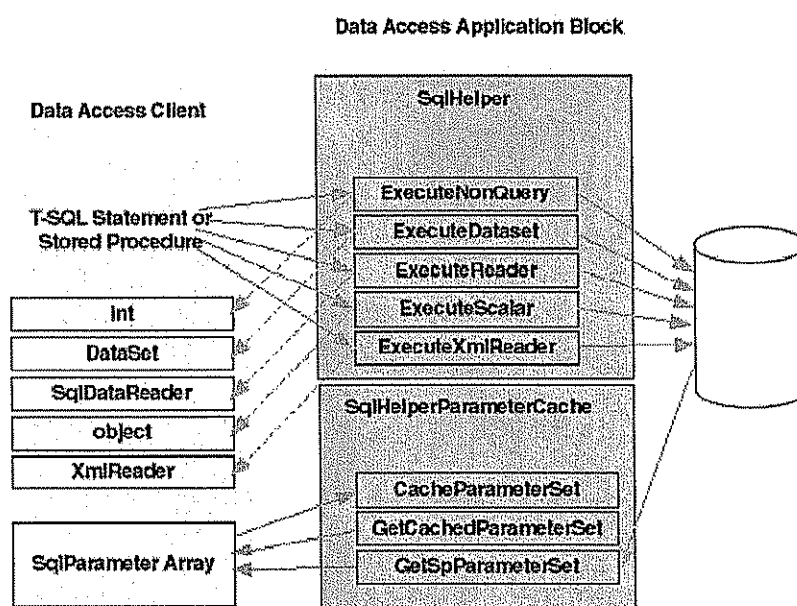 Data Access Application Block
Data Access Client
SqlHelper
T-SQL Statement or
Stored Procedure
ExecuteNonQuery
ExecuteDataset
ExecuteReader
ExecuteScalar
ExecuteXmlReader
Int
DataSet
SqlDataReader
object
XmlReader
SqlHelperParameterCache
CacheParameterSet
GetCachedParameterSet
GetSpParameterSet
SqlParameter Array